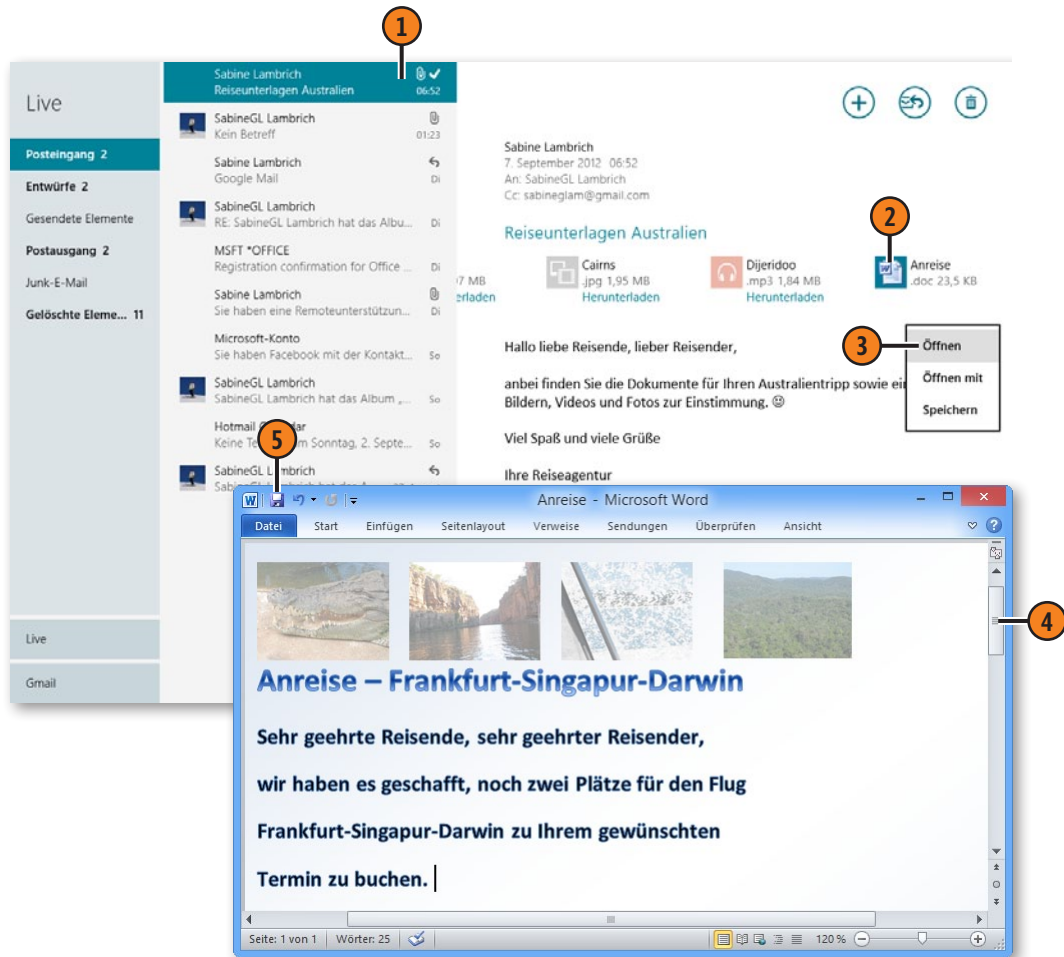 1
Live
Posteingang 2
Entwürfe 2
Gesendete Elemente
Postausgang 2
Junk-E-Mail
Gelöschte Eleme... 11
Live
Gmail
Sabine Lambrich
Reiseunterlagen Australien 06:52
SabineGL Lambrich
Kein Betreff 01:23
Sabine Lambrich
Google Mail Di
SabineGL Lambrich
RE: SabineGL Lambrich hat das Albu... Di
MSFT *OFFICE
Registration confirmation for Office ... Di
Sabine Lambrich
Sie haben eine Remoteunterstützun... Di
Microsoft-Konto
Sie haben Facebook mit der Kontakt... So
SabineGL Lambrich
SabineGL Lambrich hat das Album „... So
Hotmail
Keine Sonntag, 2. Septe... So
SabineGL Lambrich
Sabine Lambrich
7. September 2012 06:52
An: SabineGL Lambrich
Cc: sabineglam@gmail.com
Reiseunterlagen Australien
2
7 MB
erladen
Cairns
.jpg 1,95 MB
Herunterladen
Dijeridoo
.mp3 1,84 MB
Herunterladen
Anreise
.doc 23,5 KB
3
Öffnen
Öffnen mit
Speichern
Hallo liebe Reisende, lieber Reisender,
anbei finden Sie die Dokumente für Ihren Australientripp sowie
Bildern, Videos und Fotos zur Einstimmung.
Viel Spaß und viele Grüße
Ihre Reiseagentur
5
W Anreise - Microsoft Word
Datei Start Einfügen Seitenlayout Verweise Sendungen Überprüfen Ansicht
4
Anreise – Frankfurt-Singapur-Darwin
Sehr geehrte Reisende, sehr geehrter Reisender,
wir haben es geschafft, noch zwei Plätze für den Flug
Frankfurt-Singapur-Darwin zu Ihrem gewünschten
Termin zu buchen.
Seite: 1 von 1 Wörter: 25 120 %